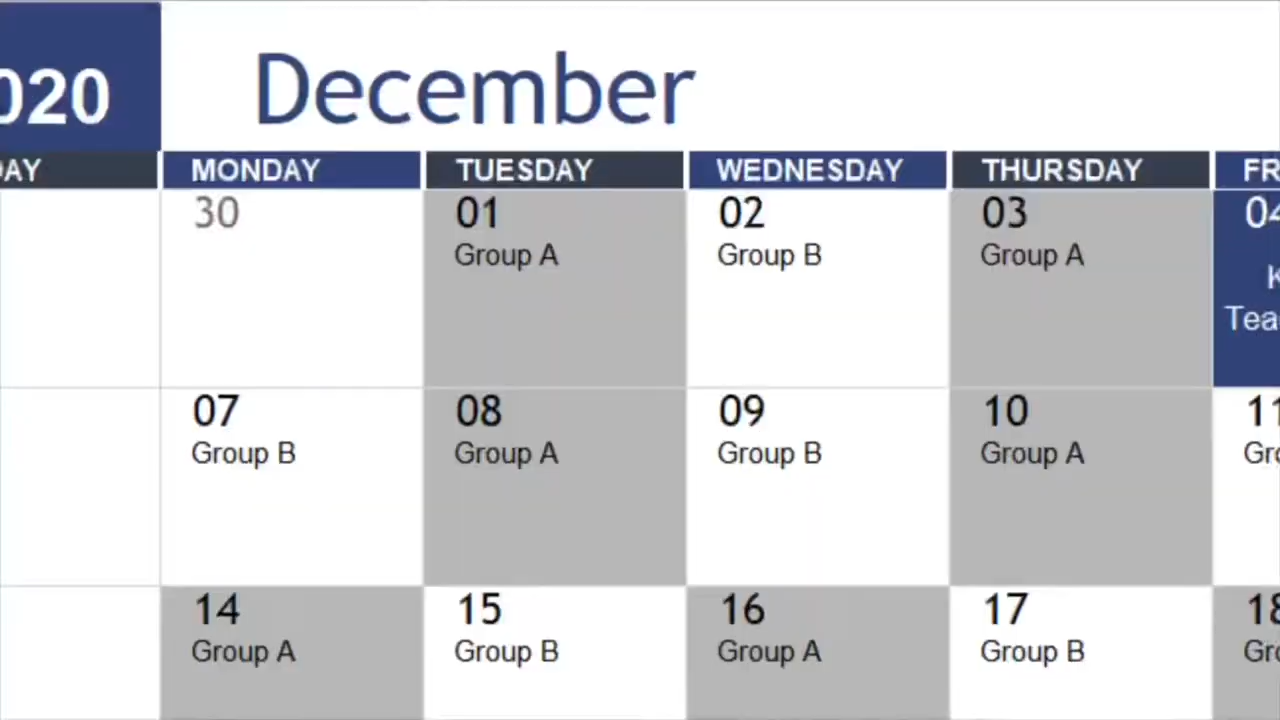 020 December
DAY MONDAY TUESDAY WEDNESDAY THURSDAY FR
30 01 02 03 04
Group A Group B Group A
K
Tea
07 08 09 10 11
Group B Group A Group B Group A Gro
14 15 16 17 18
Group A Group B Group A Group B Gro